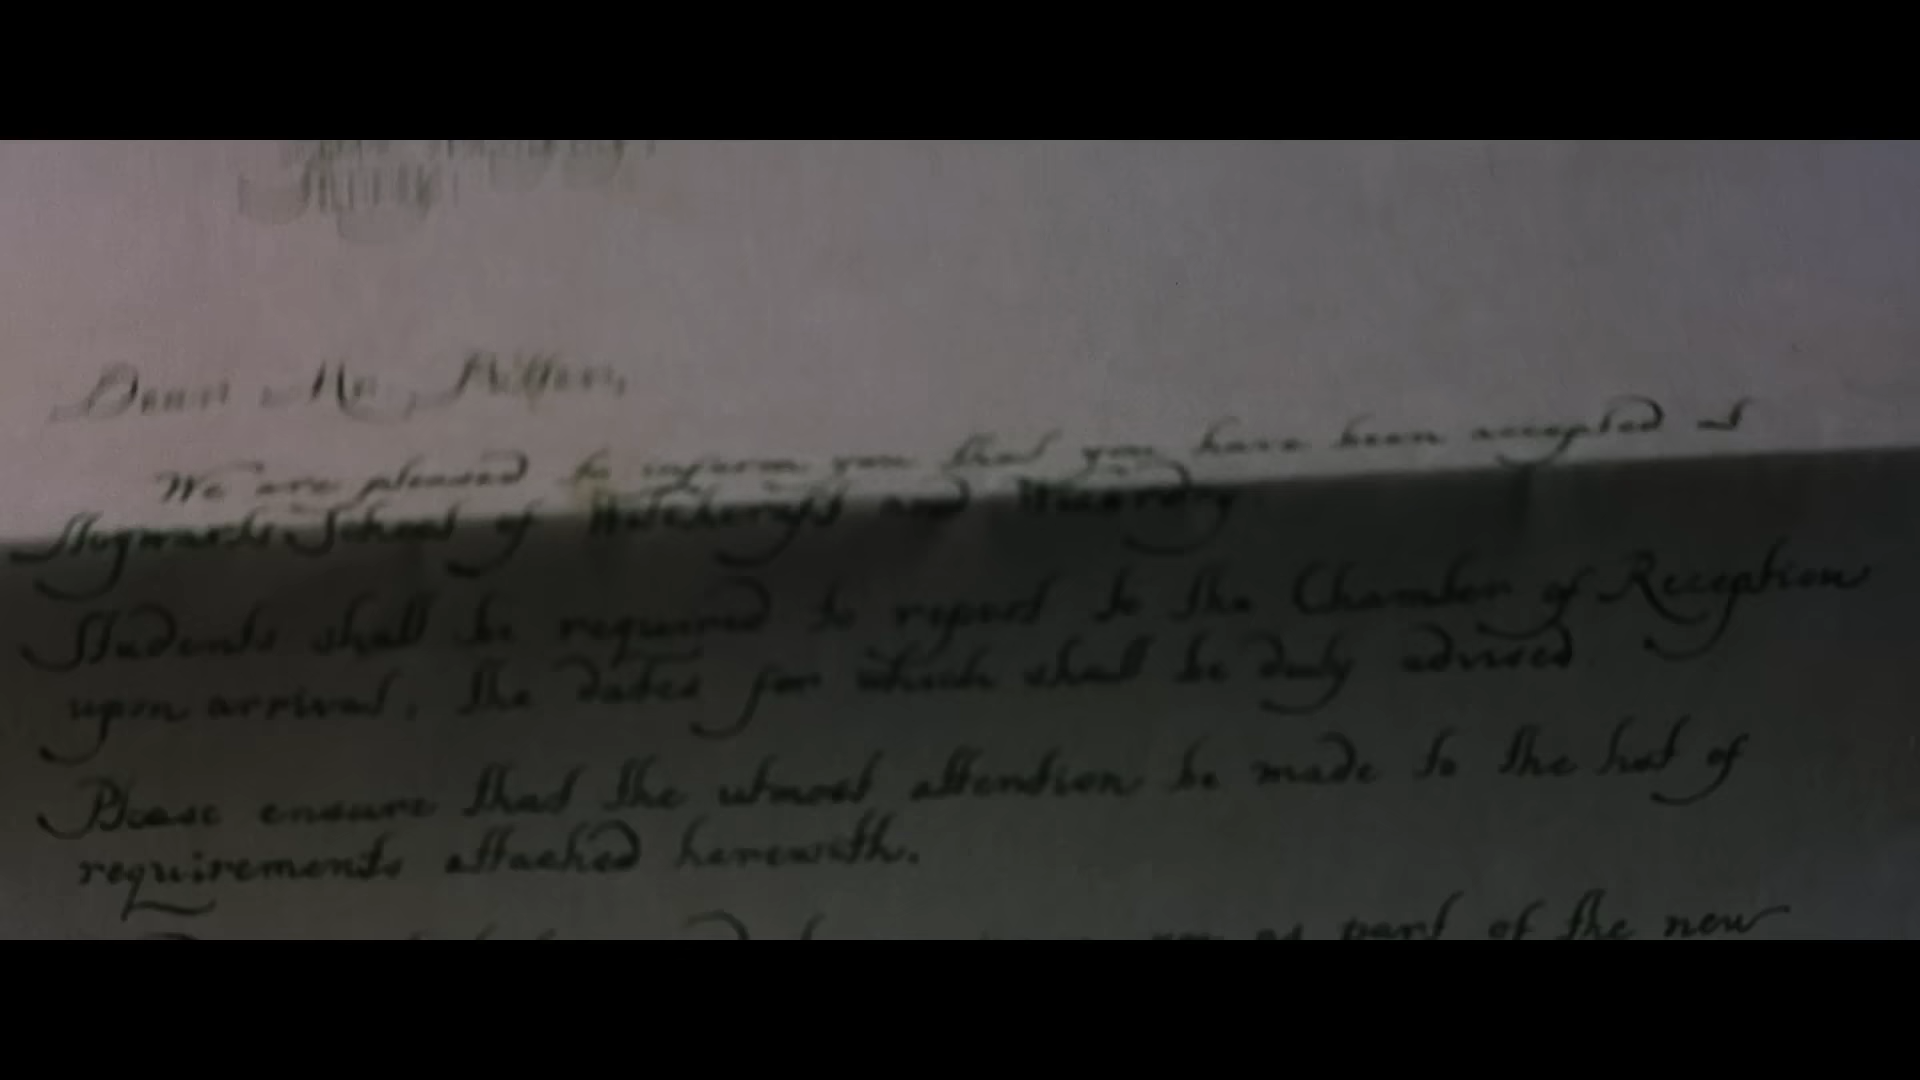 Dear Mr Potter,
We are pleased to inform you that you have been accepted at
Hogwarts School of Witchcraft and Wizardry
Students shall be required to report to the Chamber of Reception
upon arrival, the dates for which shall be duly advised.
Please ensure that the utmost attention be made to the list of
requirements attached herewith.
as part of the new